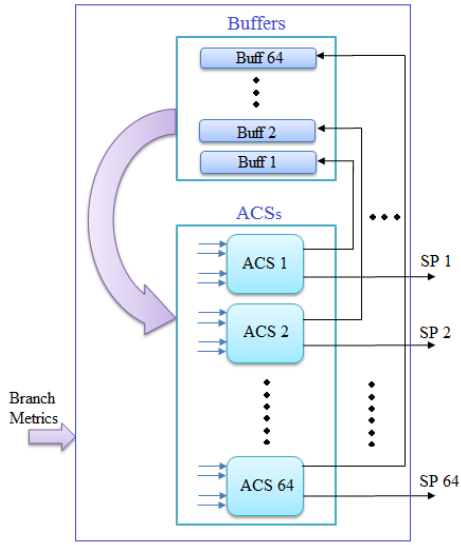 Buffers
Buff 64
Buff 2
Buff 1
ACSs
ACS 1
SP 1
ACS 2
SP 2
Branch
Metrics
ACS 64
SP 64